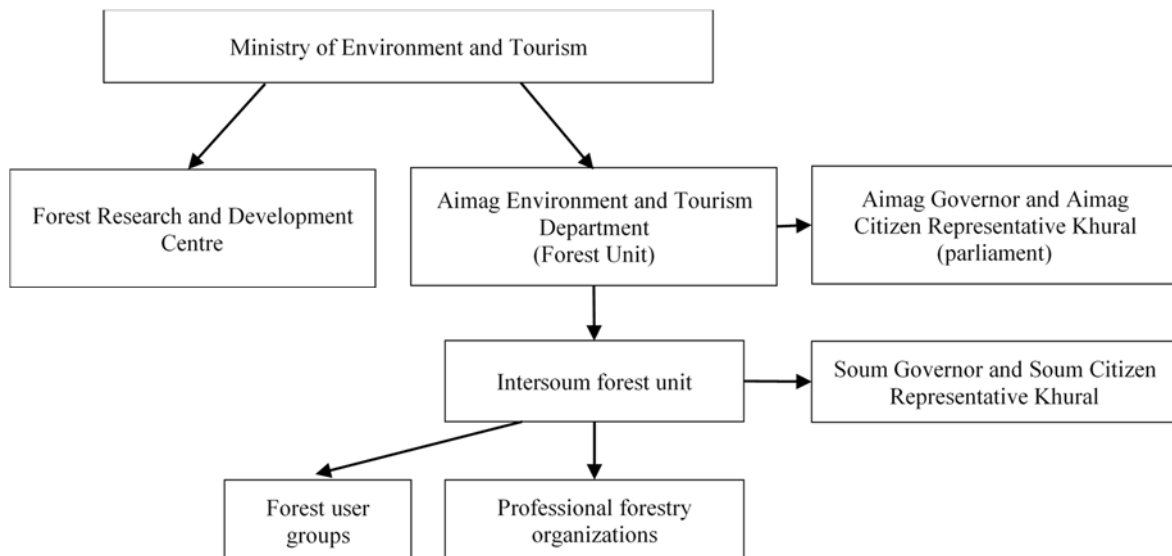 Ministry of Environment and Tourism
Forest Research and Development
Centre
Aimag Environment and Tourism
Department
(Forest Unit)
Aimag Governor and Aimag
Citizen Representative Khural
(parliament)
Intersoum forest unit
Soum Governor and Soum Citizen
Representative Khural
Forest user
groups
Professional forestry
organizations